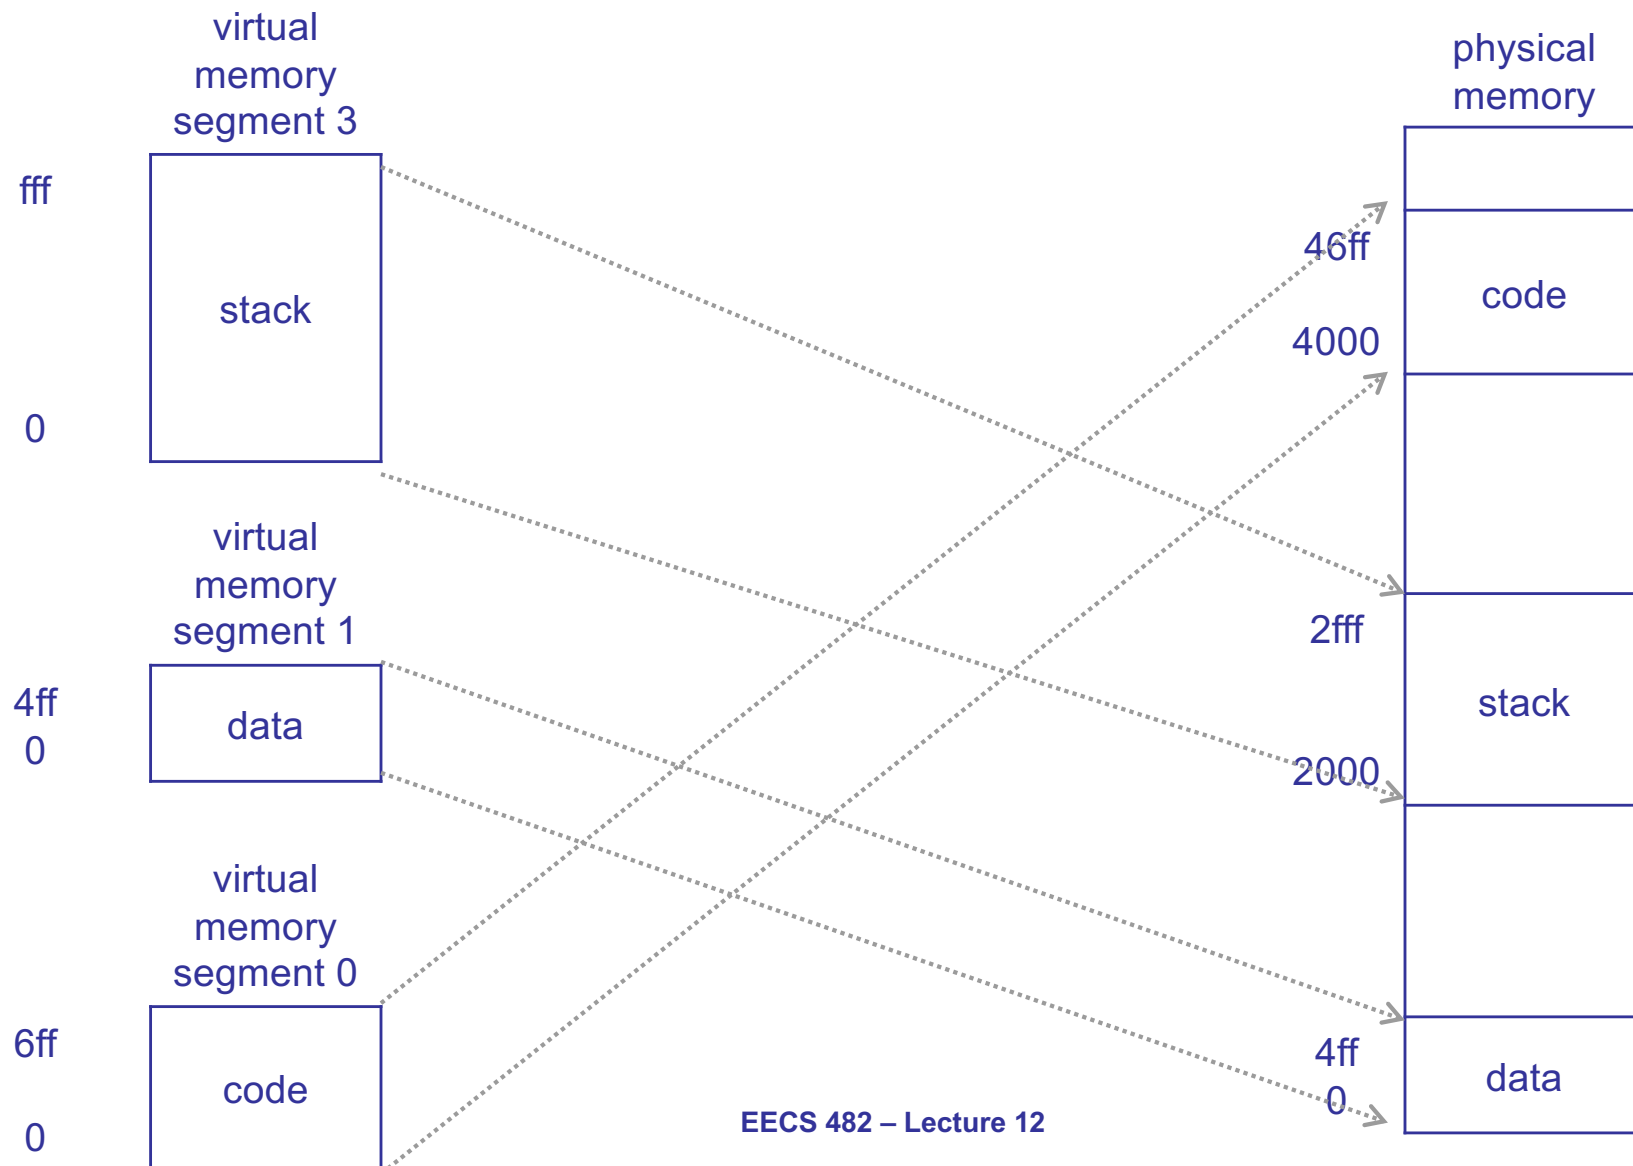 virtual
memory
segment 3
fff
stack
0
virtual
memory
segment 1
4ff
data
0
virtual
memory
segment 0
6ff
code
0
physical
memory
46ff
code
4000
2fff
stack
2000
4ff
data
0
EECS 482 – Lecture 12